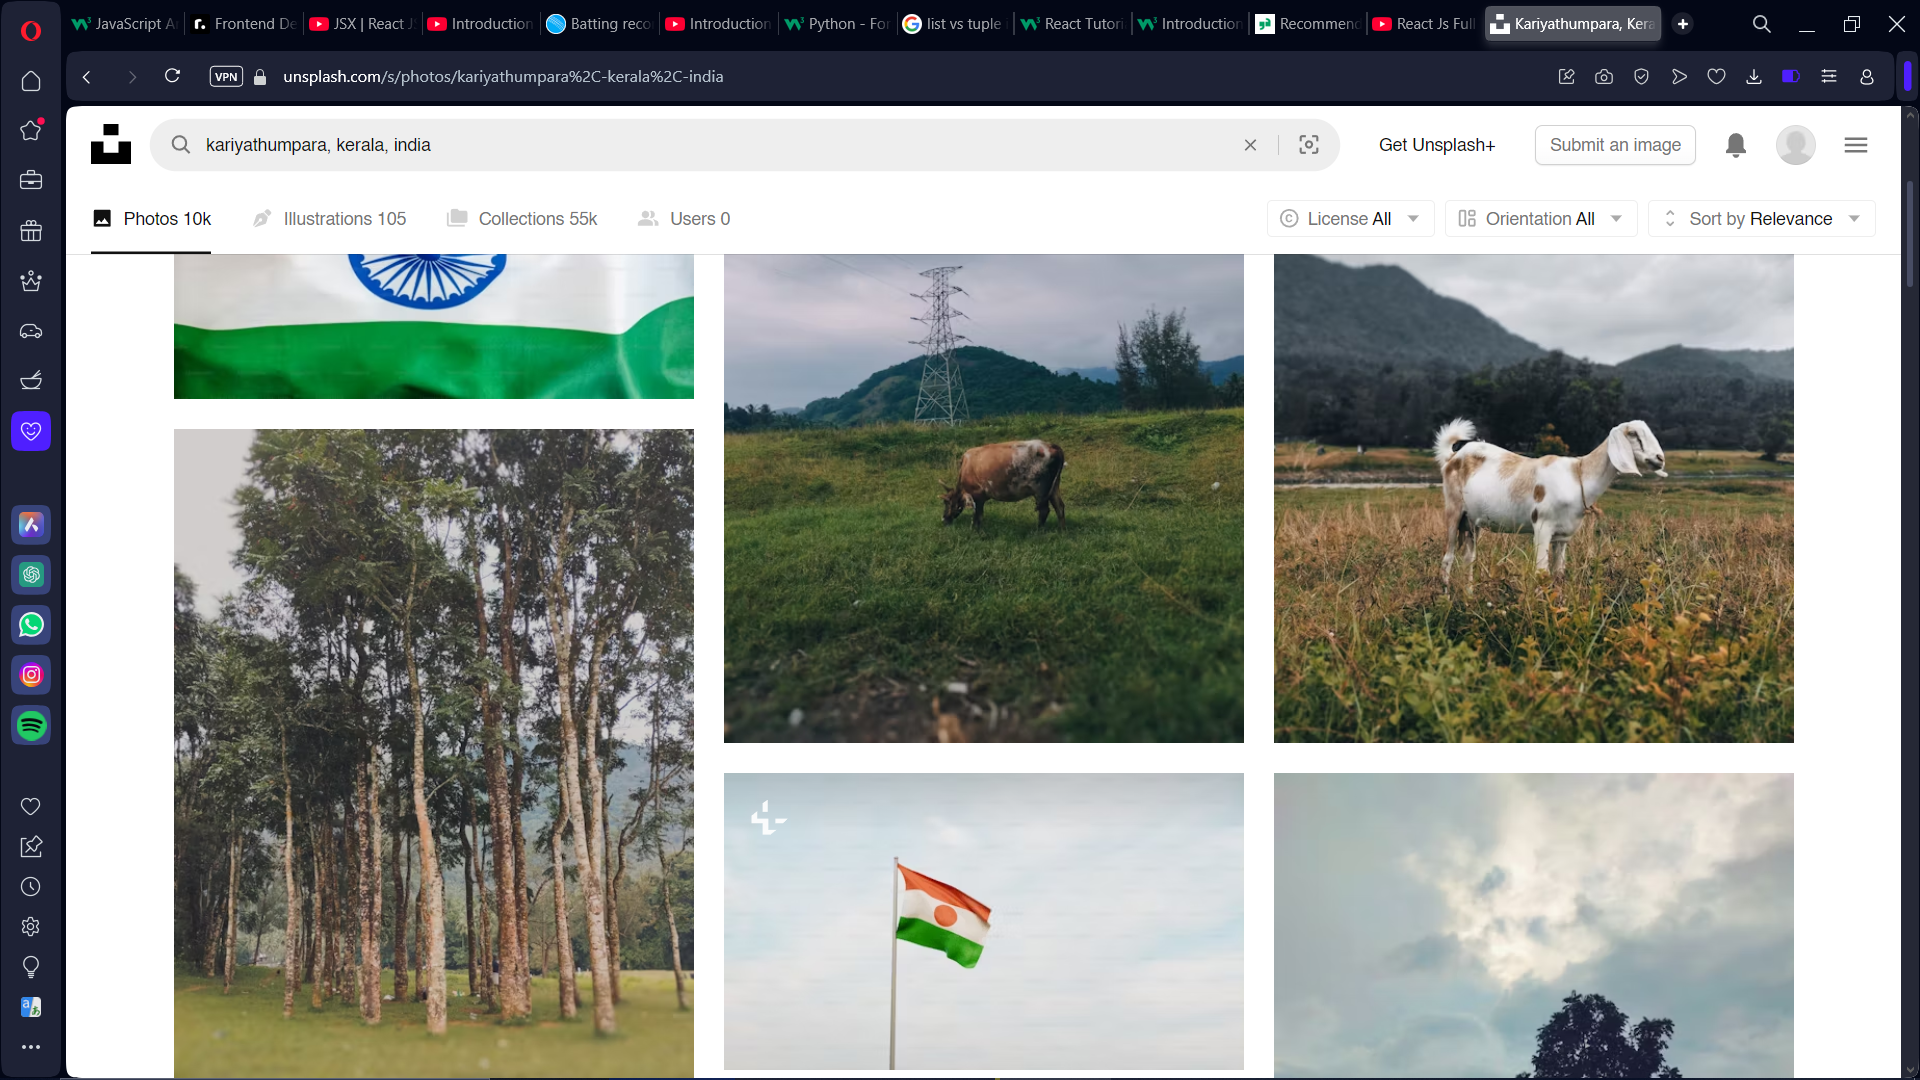 JavaScript Ar
Frontend De
JSX | React J
Introduction
Batting reco
Introduction
Python - For
list vs tuple
React Tutori
Introduction
Recommend
React Js Full
Kariyathumpara, Kera
VPN
unsplash.com/s/photos/kariyathumpara%2C-kerala%2C-india
kariyathumpara, kerala, india
Get Unsplash+
Submit an image
Photos 10k
Illustrations 105
Collections 55k
Users 0
License All
Orientation All
Sort by Relevance